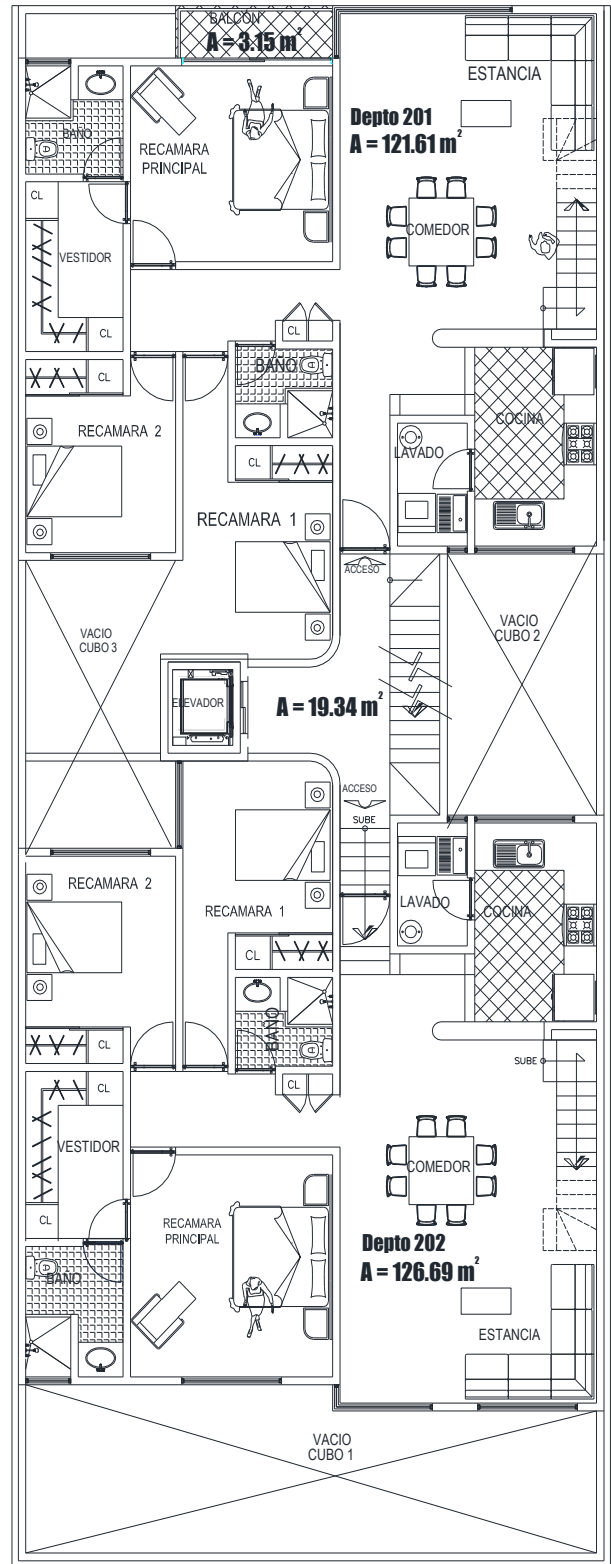 BALCON
A = 3.15 m²
ESTANCIA
Depto 201
A = 121.61 m²
BAÑO
RECAMARA
PRINCIPAL
CL
COMEDOR
VESTIDOR
CL
CL
BAÑO
CL
RECAMARA 2
COCINA
LAVADO
CL
RECAMARA 1
ACCESO
VACIO
CUBO 3
VACIO
CUBO 2
ELEVADOR
A = 19.34 m²
ACCESO
SUBE
RECAMARA 2
RECAMARA 1
LAVADO
COCINA
CL
BAÑO
CL
SUBE
CL
CL
VESTIDOR
COMEDOR
CL
RECAMARA
PRINCIPAL
Depto 202
A = 126.69 m²
BAÑO
ESTANCIA
VACIO
CUBO 1